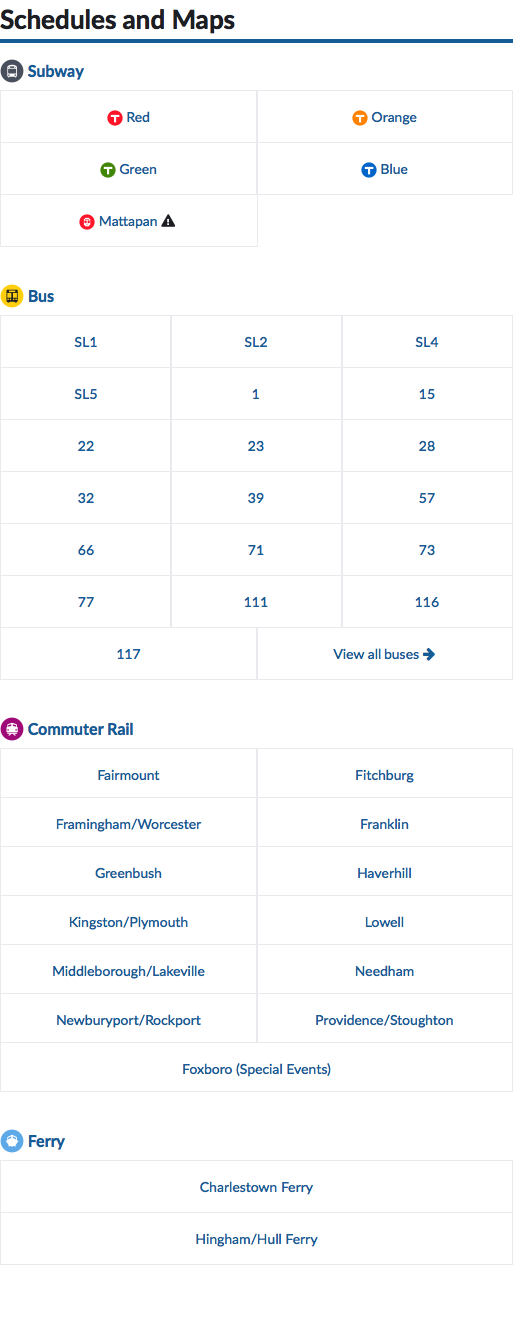 Schedules and Maps
Subway
Red Orange
Green Blue
Mattapan
Bus
SL1 SL2 SL4
SL5 1 15
22 23 28
32 39 57
66 71 73
77 111 116
117 View all buses
Commuter Rail
Fairmount Fitchburg
Framingham/Worcester Franklin
Greenbush Haverhill
Kingston/Plymouth Lowell
Middleborough/Lakeville Needham
Newburyport/Rockport Providence/Stoughton
Foxboro (Special Events)
Ferry
Charlestown Ferry
Hingham/Hull Ferry